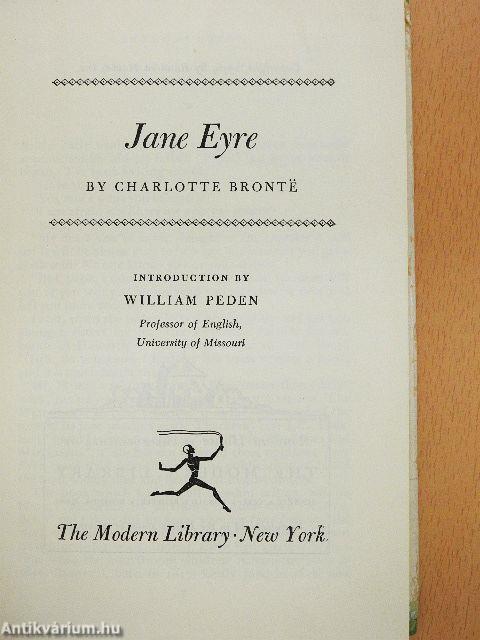 Jane Eyre
BY CHARLOTTE BRONTË
INTRODUCTION BY
WILLIAM PEDEN
Professor of English,
University of Missouri
The Modern Library · New York
Antikvárium.hu